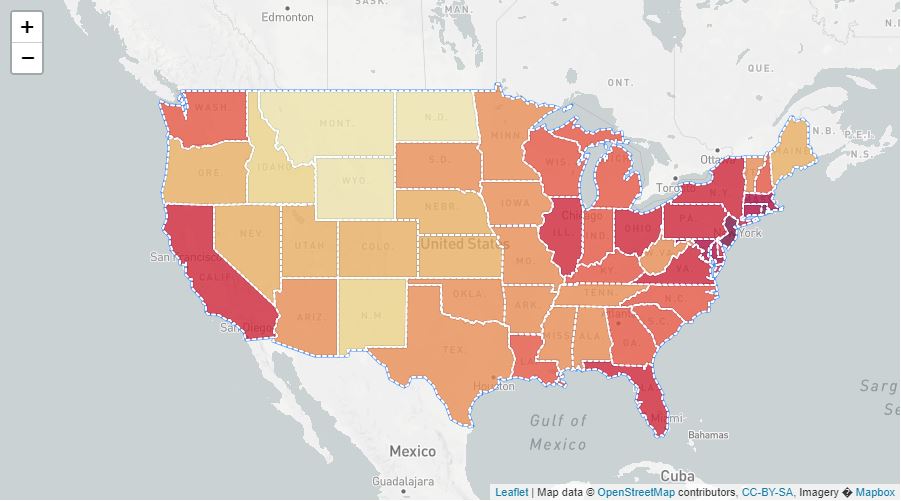 +
−
Edmonton
SASK.
MAN.
ONT.
QUE.
N.B.
P.E.I.
N.S.
WASH.
MONT.
N.D.
MINN.
ORE.
IDAHO
WYO.
S.D.
WIS.
MICH
Ottawa
Toronto
N.Y.
MAINE
NEBR.
IOWA
Chicago
ILL.
IND.
OHIO
PA.
York
San Francisco
CALIF
NEV.
UTAH
COLO.
United States
MO.
KY.
W VA.
VA.
San Diego
ARIZ.
N.M.
OKLA.
ARK.
TENN.
N.C.
MISS
ALA.
Atlanta
GA.
S.C.
TEX.
LA.
Houston
FLA.
Miami
Gulf of
Mexico
Bahamas
Mexico
Guadalajara
Cuba
Leaflet | Map data © OpenStreetMap contributors, CC-BY-SA, Imagery � Mapbox